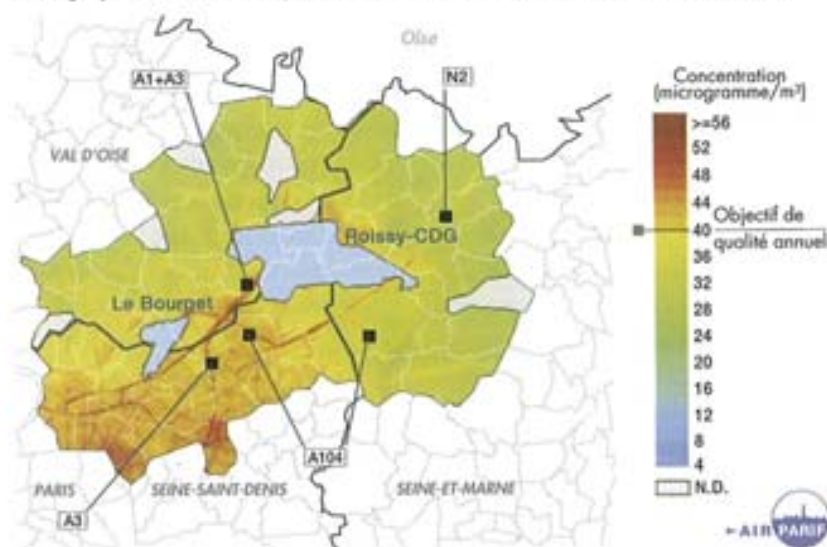 Oise
A1+A3
N2
Concentration
(microgramme/m³)
VAL D'OISE
>=56
52
48
44
40
36
32
28
24
20
16
12
8
4
N.D.
Objectif de
qualité annuel
Roissy-CDG
Le Bourget
A104
PARIS
SEINE-SAINT-DENIS
SEINE-ET-MARNE
A3
AIRPARIF